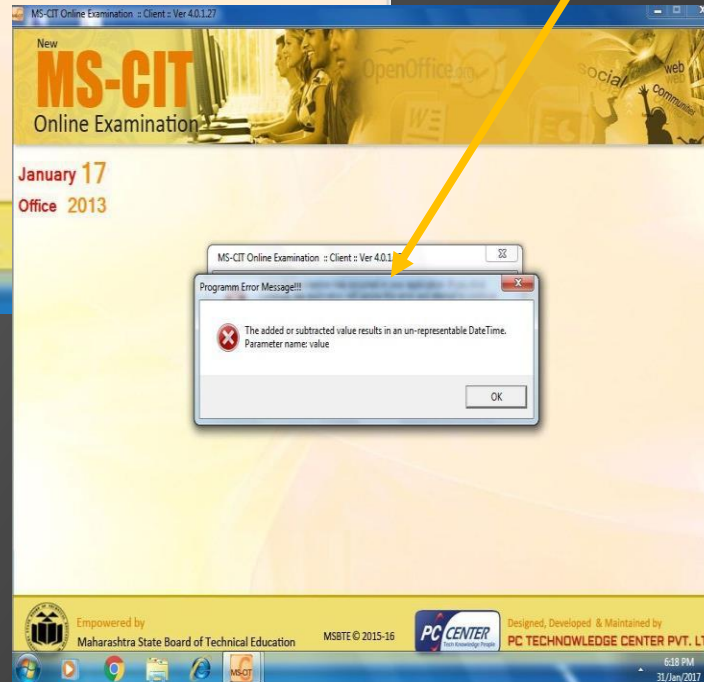 MS-CIT Online Examination :: Client :: Ver 4.0.1.27
New
MS-CIT
Online Examination
OpenOffice.org
W
social
web
Communities
January 17
Office 2013
MS-CIT Online Examination :: Client :: Ver 4.0.1.
Programm Error Message!!!
The added or subtracted value results in an un-representable DateTime.
Parameter name: value
OK
Empowered by
Maharashtra State Board of Technical Education
MSBTE © 2015-16
PC CENTER
Tech Knowledge People
Designed, Developed & Maintained by
PC TECHNOWLEDGE CENTER PVT. LT
MS-CIT
6:18 PM
31/Jan/2017